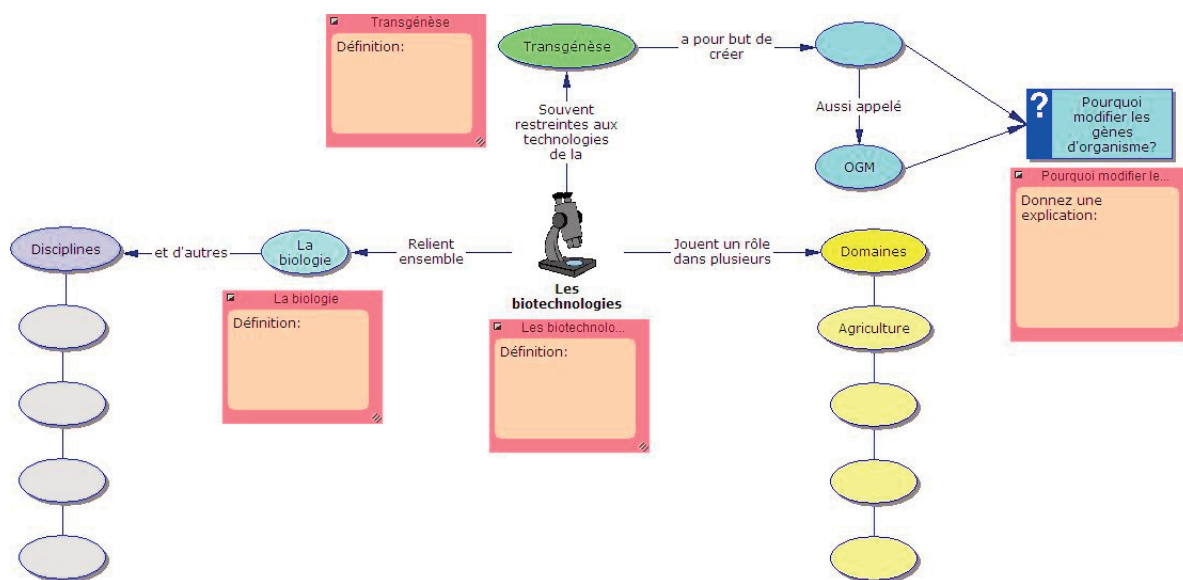 Transgénèse
Définition:
Transgénèse
a pour but de
créer
Aussi appelé
OGM
?
Pourquoi
modifier les
gènes
d'organisme?
Pourquoi modifier le...
Donnez une
explication:
Souvent
restreintes aux
technologies
de la
Disciplines
et d'autres
La
biologie
Relient
ensemble
Les
biotechnologies
Jouent un rôle
dans plusieurs
Domaines
Agriculture
La biologie
Définition:
Les biotechnolo...
Définition: